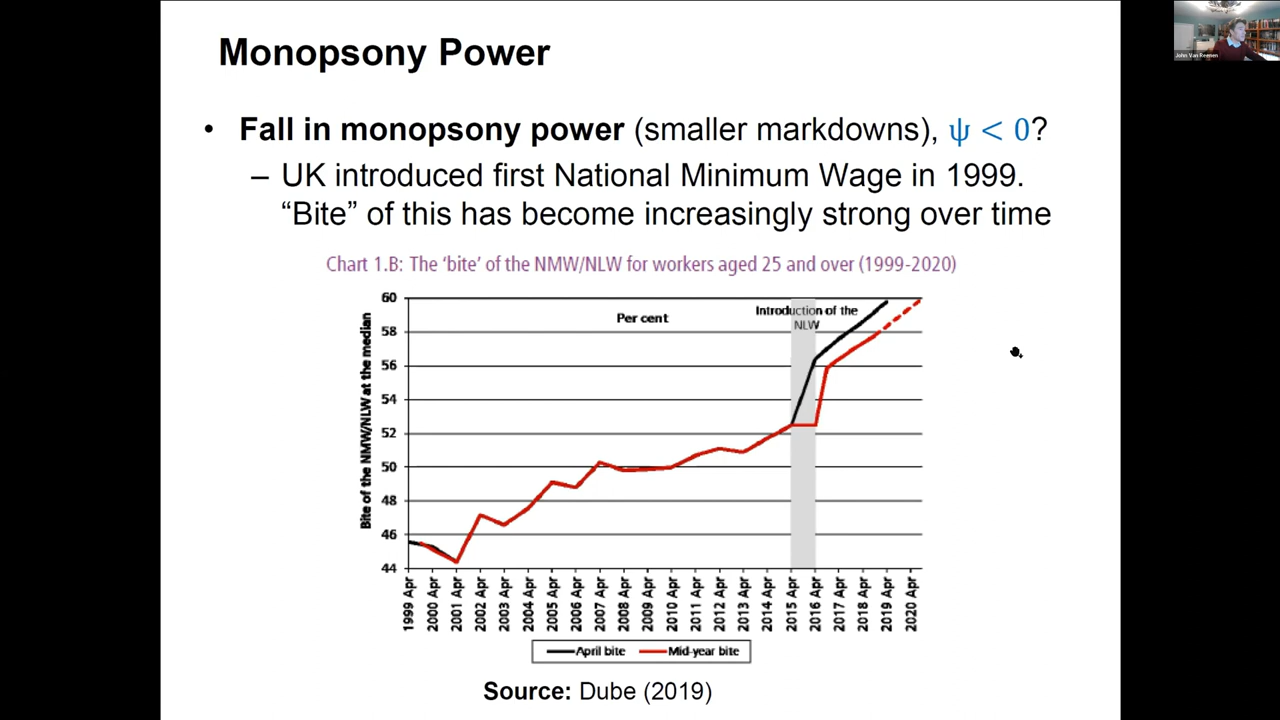 Monopsony Power
• Fall in monopsony power (smaller markdowns), ψ < 0?
– UK introduced first National Minimum Wage in 1999.
“Bite” of this has become increasingly strong over time
Chart 1.B: The ‘bite’ of the NMW/NLW for workers aged 25 and over (1999-2020)
Bite of the NMW/NLW at the median
60
58
56
54
52
50
48
46
44
Per cent
Introduction of the
NLW
1999 Apr
2000 Apr
2001 Apr
2002 Apr
2003 Apr
2004 Apr
2005 Apr
2006 Apr
2007 Apr
2008 Apr
2009 Apr
2010 Apr
2011 Apr
2012 Apr
2013 Apr
2014 Apr
2015 Apr
2016 Apr
2017 Apr
2018 Apr
2019 Apr
2020 Apr
April bite
Mid-year bite
Source: Dube (2019)
John Van Reenen